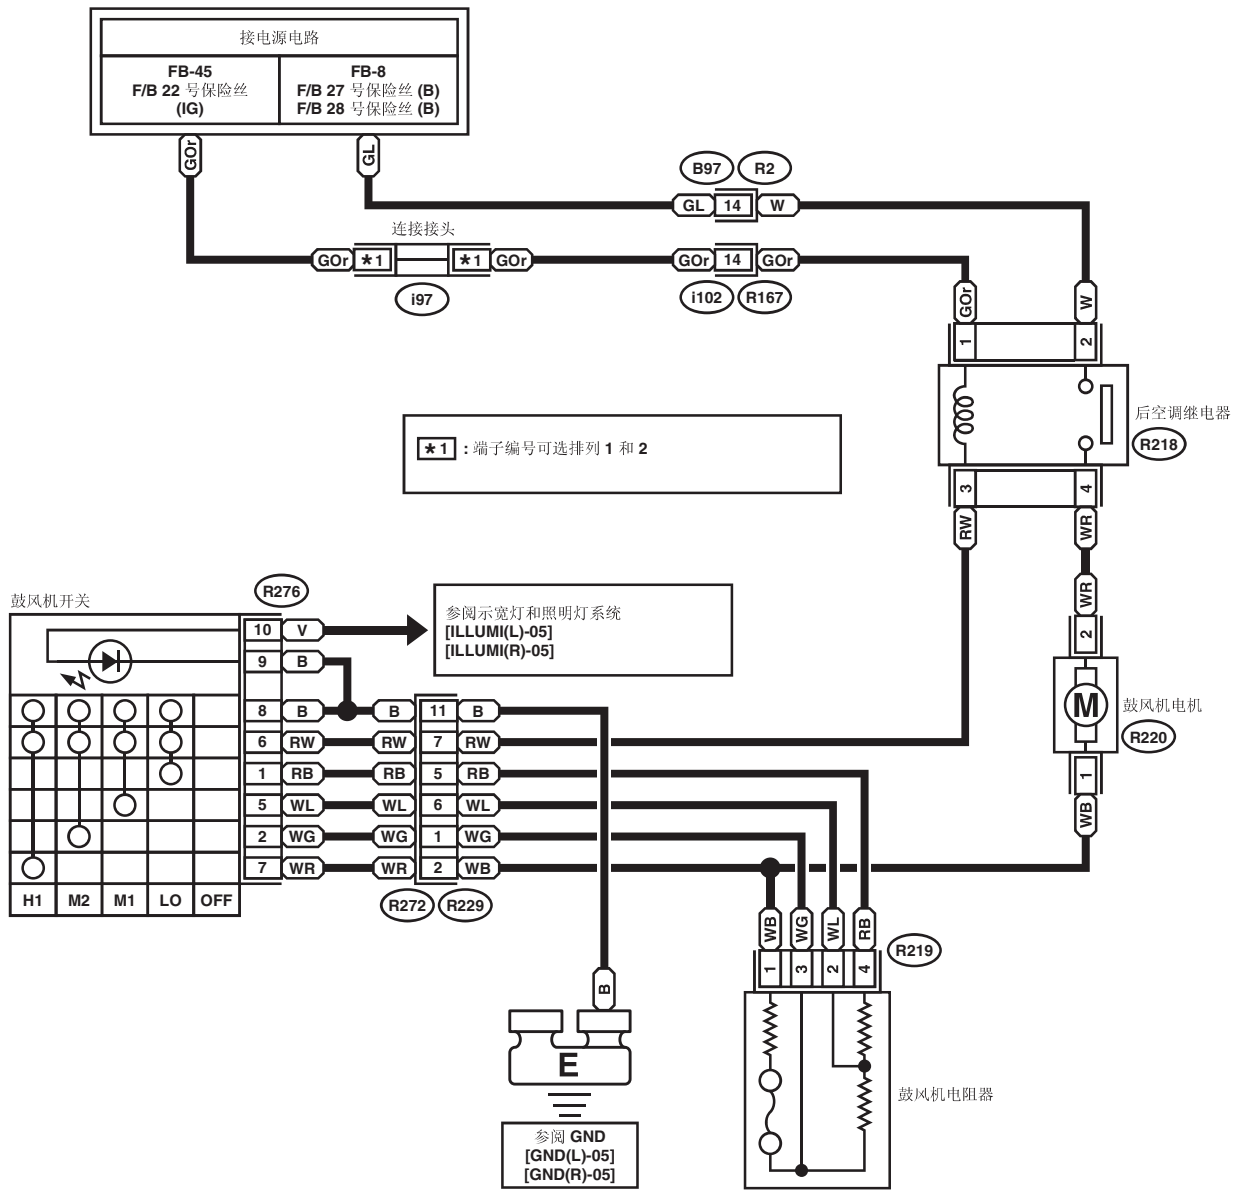 接电源电路
FB-45
F/B 22 号保险丝
(IG)
FB-8
F/B 27 号保险丝 (B)
F/B 28 号保险丝 (B)
GOr
GL
B97 R2
GL 14 W
连接接头
GOr *1 *1 GOr
GOr 14 GOr
i97
i102 R167
GOr
W
1
2
后空调继电器
R218
*1 : 端子编号可选排列 1 和 2
3
4
RW
WR
WR
2
M
鼓风机电机
R220
1
WB
鼓风机开关
R276
参阅示宽灯和照明灯系统
[ILLUMI(L)-05]
[ILLUMI(R)-05]
10 V
9 B
8 B B 11 B
6 RW RW 7 RW
1 RB RB 5 RB
5 WL WL 6 WL
2 WG WG 1 WG
7 WR WR 2 WB
H1 M2 M1 LO OFF
R272 R229
WB WG WL RB
R219
1 3 2 4
B
E
鼓风机电阻器
参阅 GND
[GND(L)-05]
[GND(R)-05]